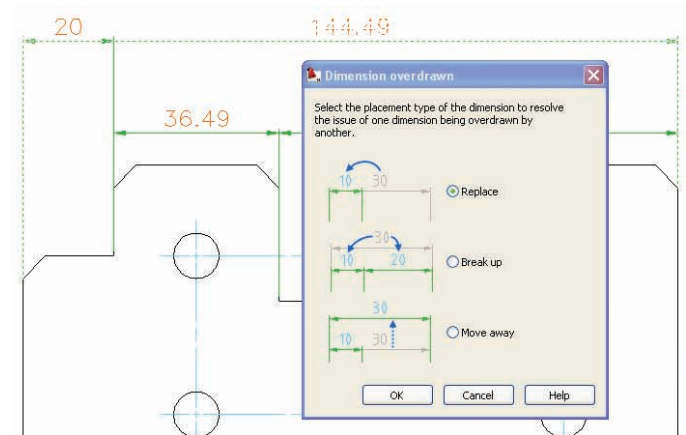 20
144.49
36.49
Dimension overdrawn
Select the placement type of the dimension to resolve
the issue of one dimension being overdrawn by
another.
10 30
Replace
30
10 20
Break up
30
10 30
Move away
OK Cancel Help